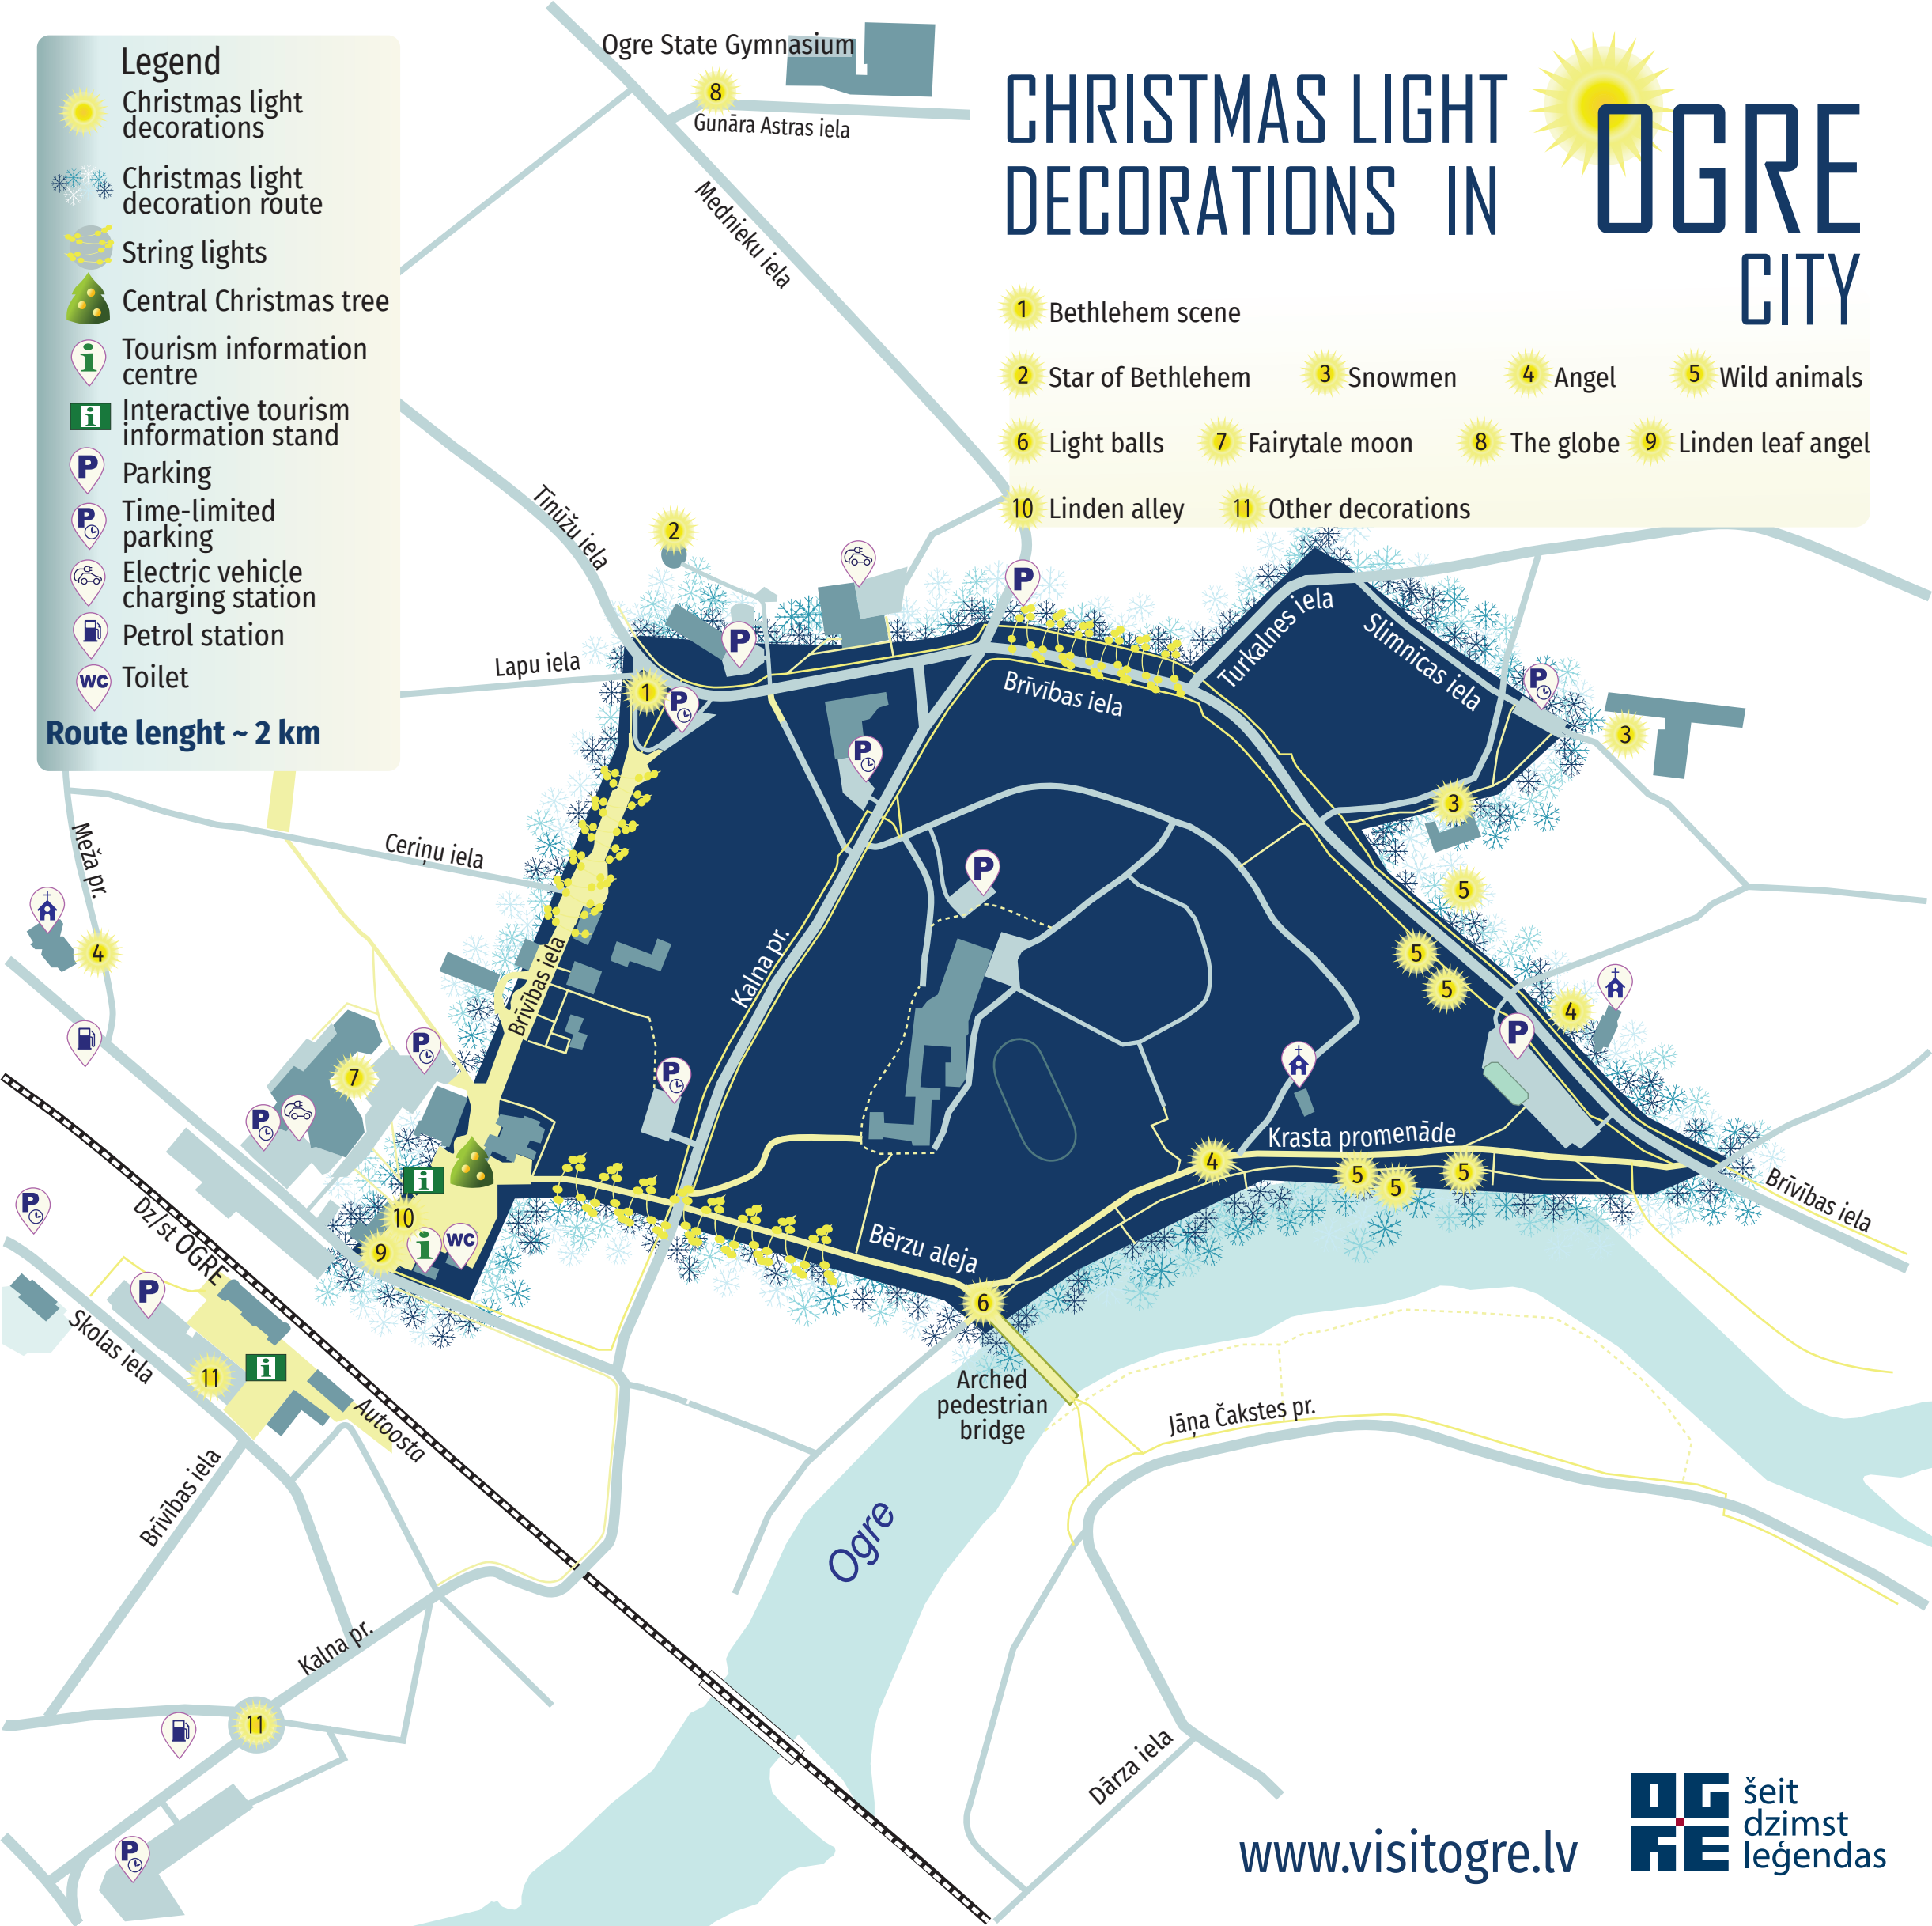 Legend
Christmas light
decorations
Christmas light
decoration route
String lights
Central Christmas tree
i
Tourism information
centre
i
Interactive tourism
information stand
P
Parking
P
Time-limited
parking
Electric vehicle
charging station
Petrol station
WC
Toilet
Route lenght ~ 2 km
CHRISTMAS LIGHT
DECORATIONS IN
OGRE
CITY
1 Bethlehem scene
2 Star of Bethlehem
3 Snowmen
4 Angel
5 Wild animals
6 Light balls
7 Fairytale moon
8 The globe
9 Linden leaf angel
10 Linden alley
11 Other decorations
Ogre State Gymnasium
8
Gunāra Astras iela
Mednieku iela
Tīnūžu iela
2
P
P
Lapu iela
1
P
P
Brīvības iela
Turkalnes iela
Slimnīcas iela
P
3
3
Meža pr.
Ceriņu iela
4
P
5
5
5
4
P
Brīvības iela
Kalna pr.
P
P
7
P
i
10
9
i
WC
Krasta promenāde
4
5
5
5
Brīvības iela
Bērzu aleja
6
Arched
pedestrian
bridge
P
Dz/st OGRE
P
Skolas iela
11
i
Autoosta
Brīvības iela
Jāņa Čakstes pr.
Ogre
Kalna pr.
11
P
Dārza iela
www.visitogre.lv
OGRE
šeit
dzimst
leģendas